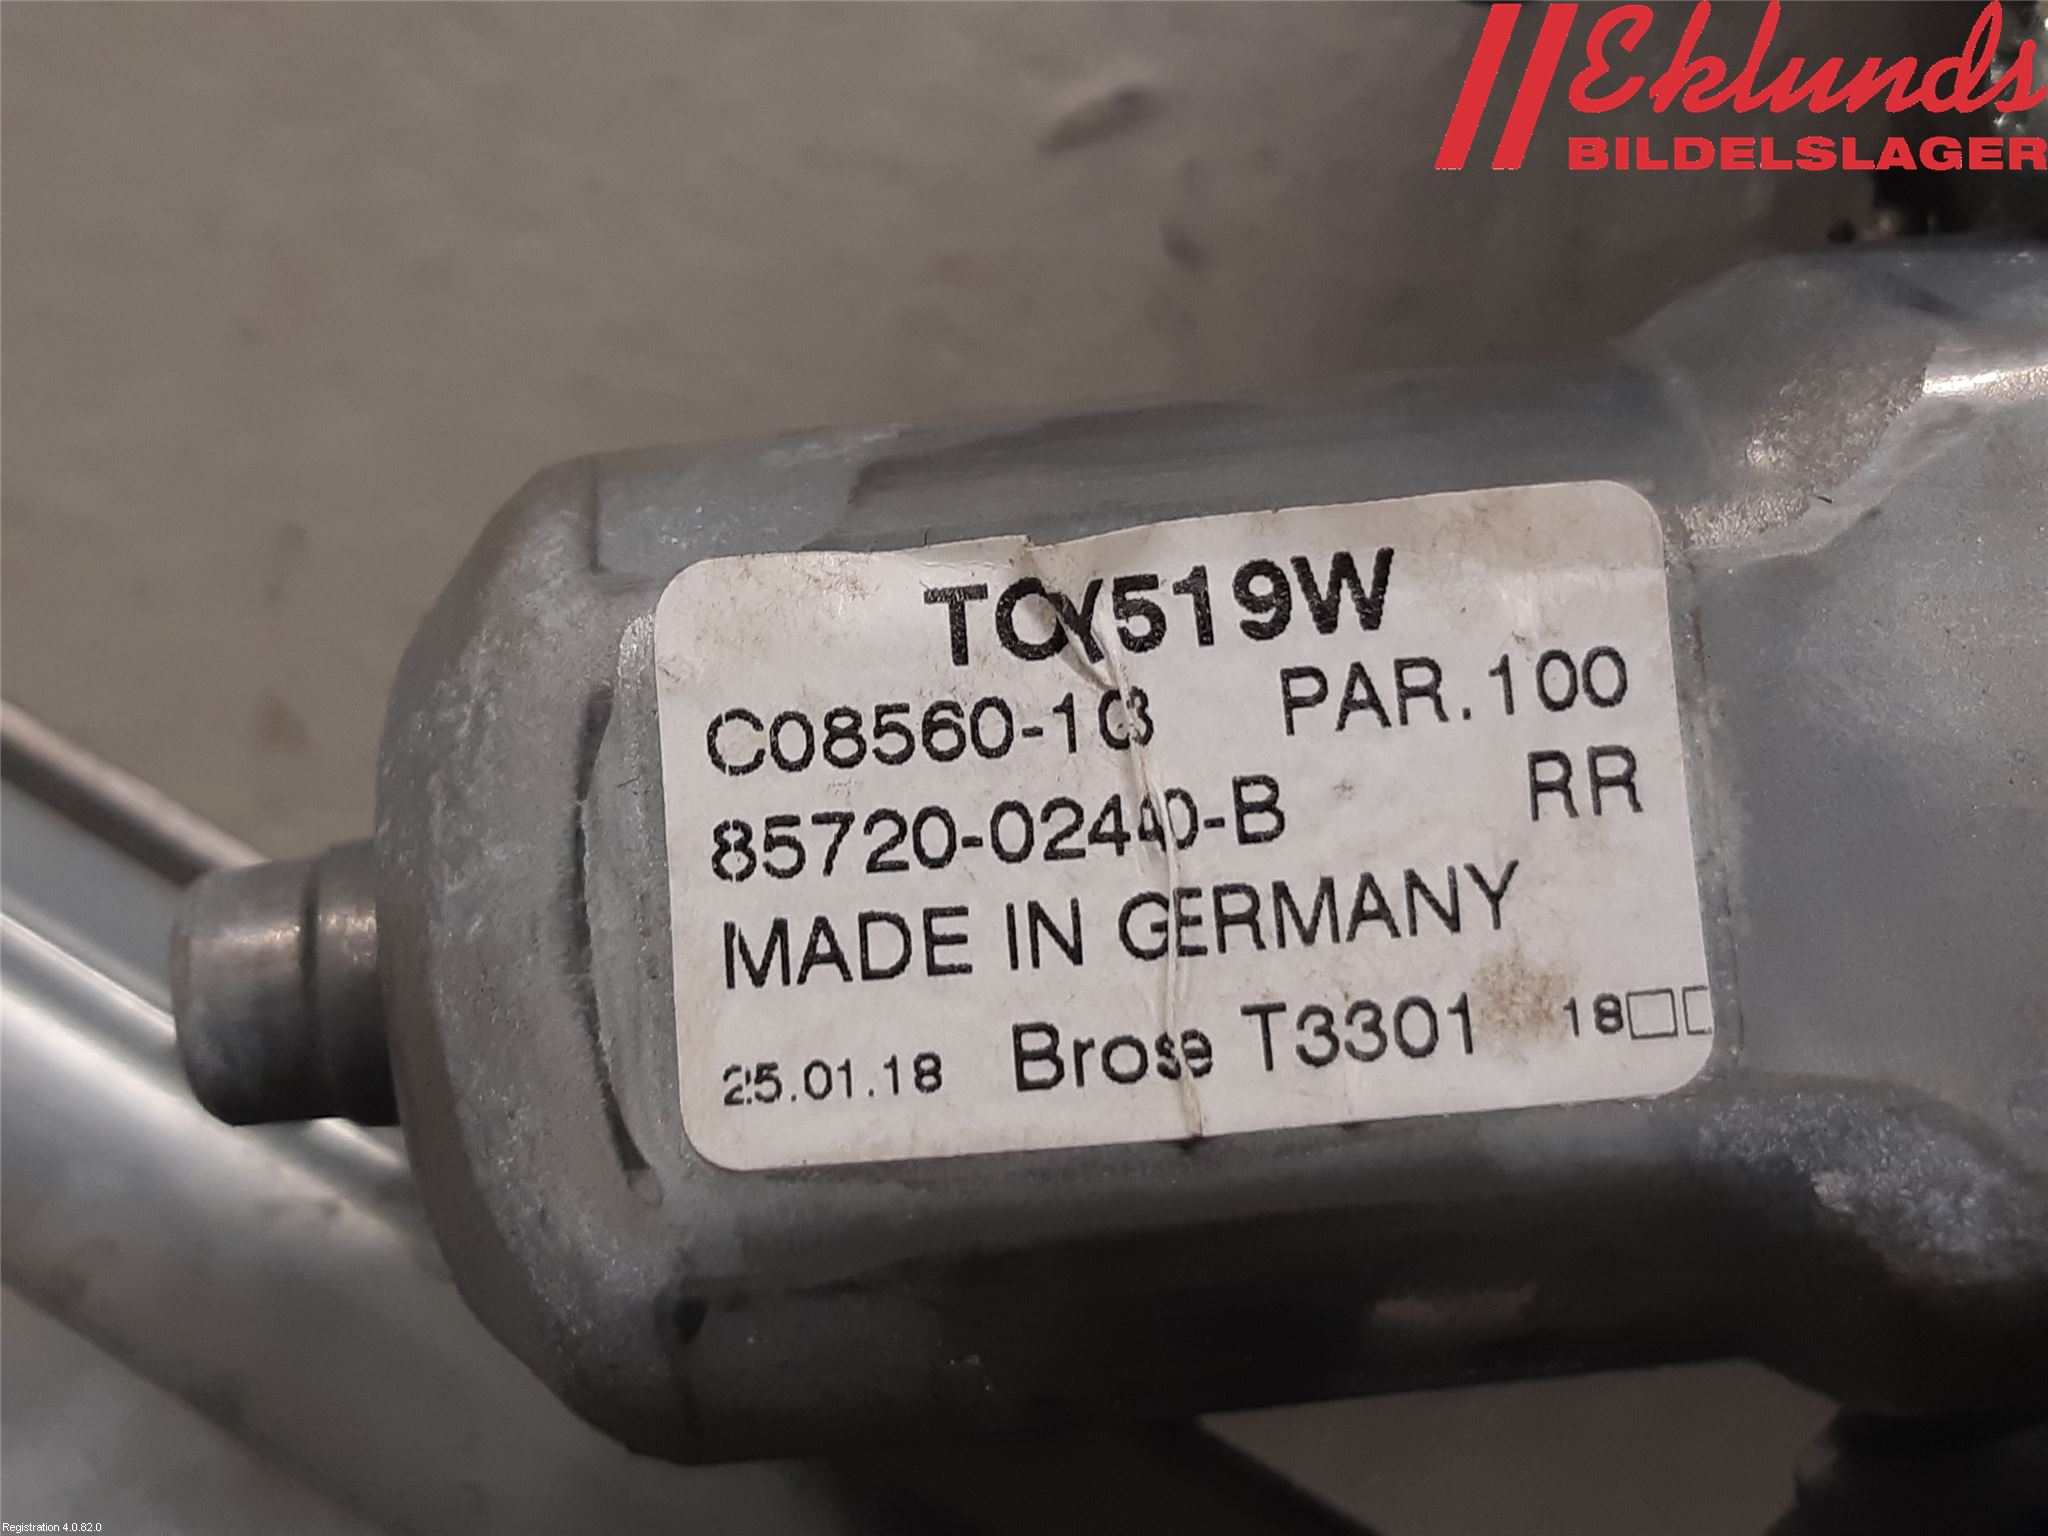 Eklunds
BILDELSLAGER
TOY519W
C08560-103 PAR.100
85720-02440-B RR
MADE IN GERMANY
25.01.18 Brose T3301 18□□
Registration 4.0.82.0